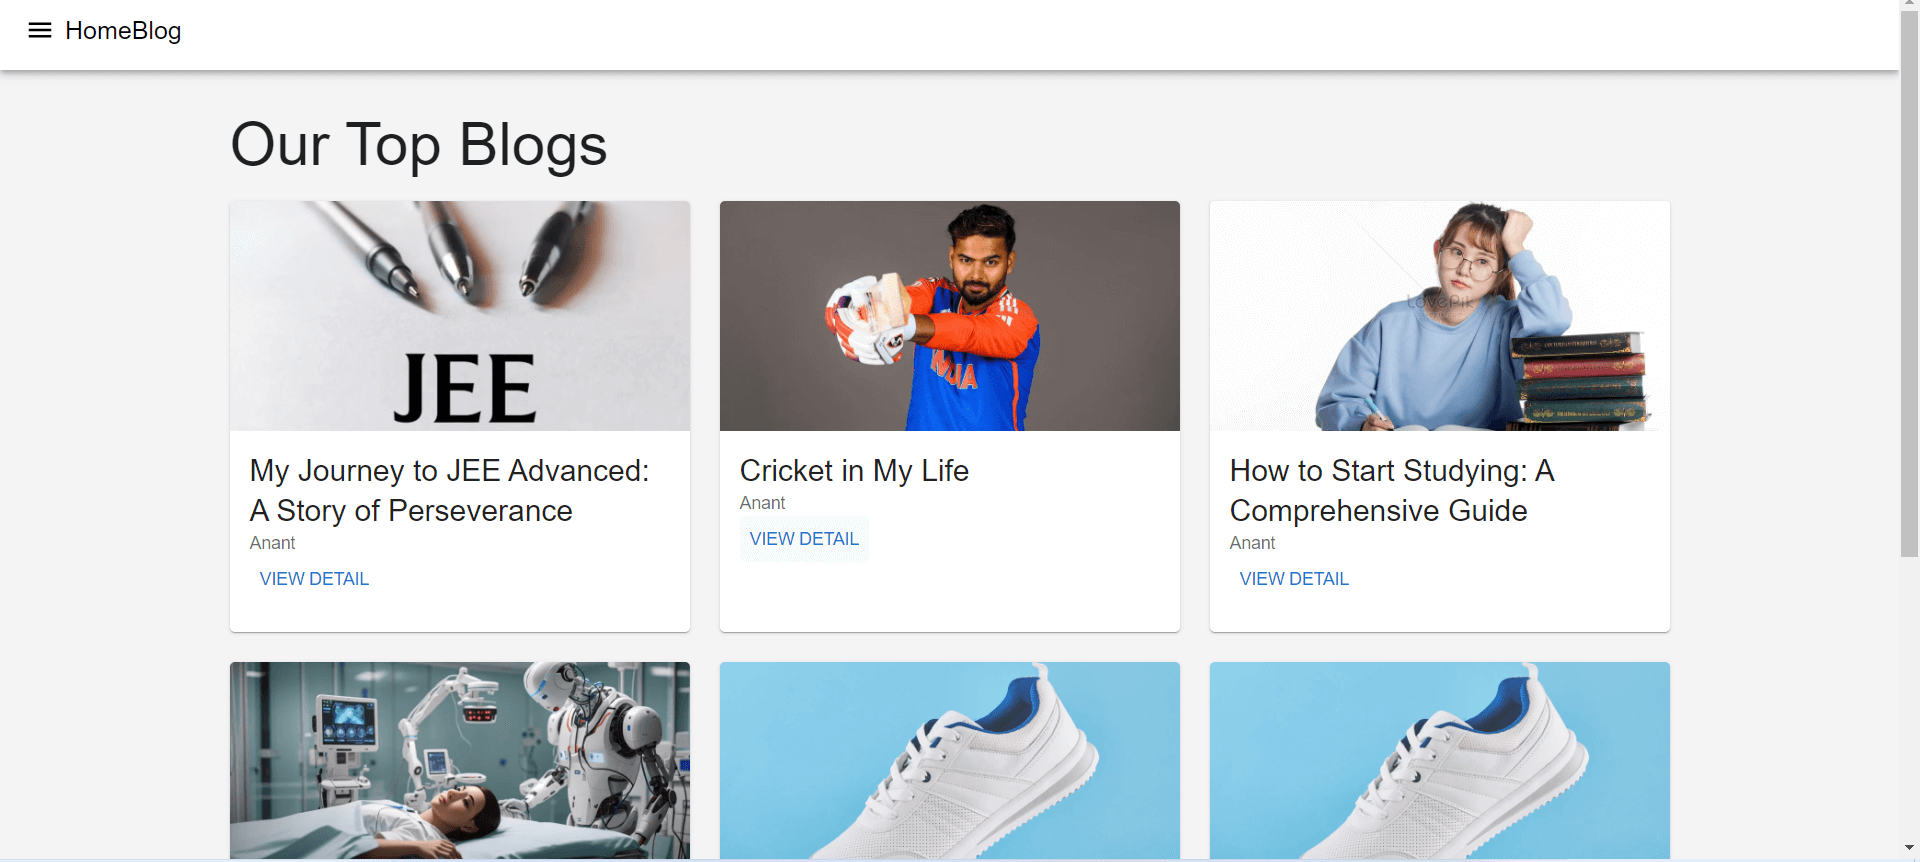 HomeBlog
Our Top Blogs
JEE
INDIA
My Journey to JEE Advanced:
A Story of Perseverance
Anant
VIEW DETAIL
Cricket in My Life
Anant
VIEW DETAIL
lovepik
How to Start Studying: A
Comprehensive Guide
Anant
VIEW DETAIL